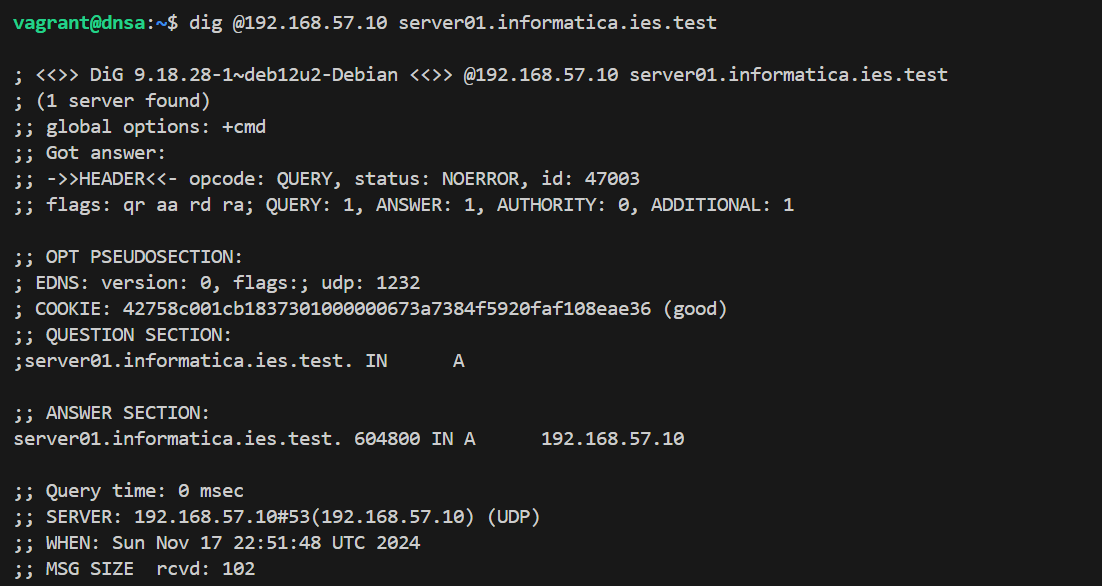 vagrant@dnsa:~$ dig @192.168.57.10 server01.informatica.ies.test
; <<>> DiG 9.18.28-1~deb12u2-Debian <<>> @192.168.57.10 server01.informatica.ies.test
; (1 server found)
;; global options: +cmd
;; Got answer:
;; ->>HEADER<<- opcode: QUERY, status: NOERROR, id: 47003
;; flags: qr aa rd ra; QUERY: 1, ANSWER: 1, AUTHORITY: 0, ADDITIONAL: 1
;; OPT PSEUDOSECTION:
; EDNS: version: 0, flags:; udp: 1232
; COOKIE: 42758c001cb1837301000000673a7384f5920faf108eae36 (good)
;; QUESTION SECTION:
;server01.informatica.ies.test. IN      A
;; ANSWER SECTION:
server01.informatica.ies.test. 604800 IN A      192.168.57.10
;; Query time: 0 msec
;; SERVER: 192.168.57.10#53(192.168.57.10) (UDP)
;; WHEN: Sun Nov 17 22:51:48 UTC 2024
;; MSG SIZE  rcvd: 102